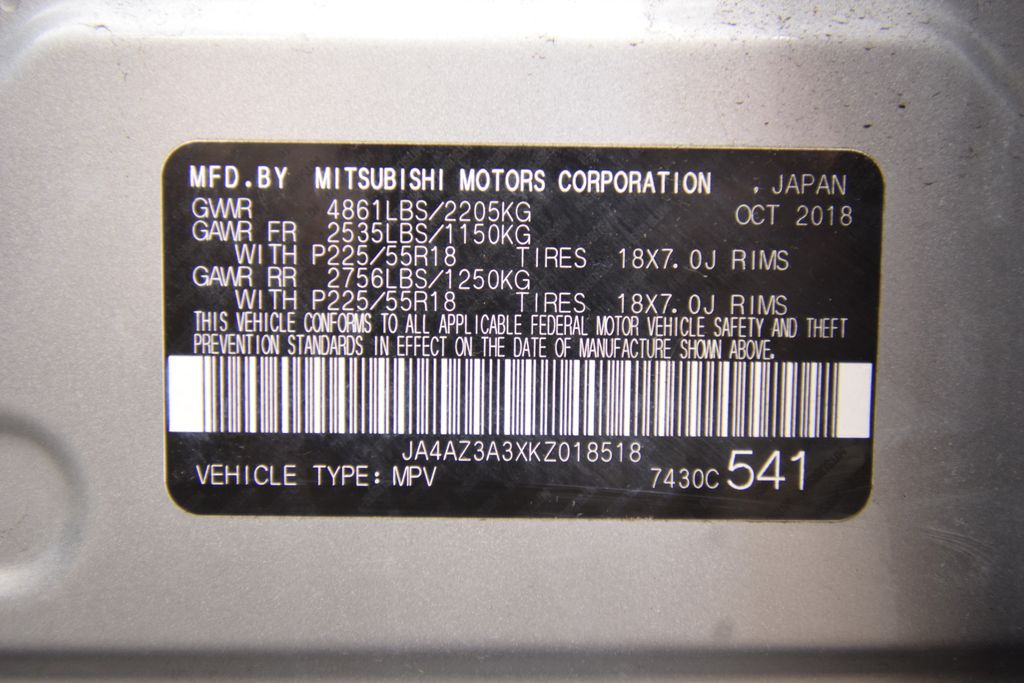 MFD.BY MITSUBISHI MOTORS CORPORATION , JAPAN
GVWR 4861LBS/2205KG OCT 2018
GAWR FR 2535LBS/1150KG
WITH P225/55R18 TIRES 18X7.0J RIMS
GAWR RR 2756LBS/1250KG
WITH P225/55R18 TIRES 18X7.0J RIMS
THIS VEHICLE CONFORMS TO ALL APPLICABLE FEDERAL MOTOR VEHICLE SAFETY AND THEFT
PREVENTION STANDARDS IN EFFECT ON THE DATE OF MANUFACTURE SHOWN ABOVE.
JA4AZ3A3XKZ018518
VEHICLE TYPE: MPV 7430C 541